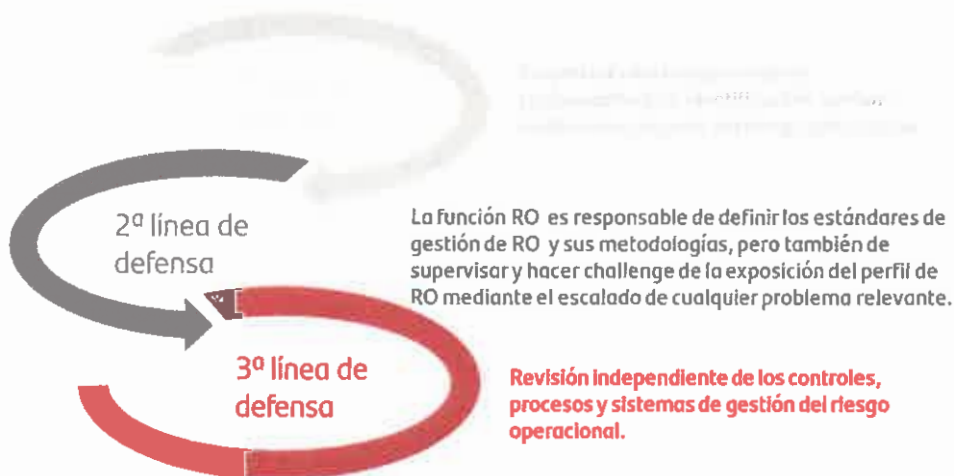 2ª línea de
defensa
La función RO es responsable de definir los estándares de
gestión de RO y sus metodologías, pero también de
supervisar y hacer challenge de la exposición del perfil de
RO mediante el escalado de cualquier problema relevante.
3ª línea de
defensa
Revisión independiente de los controles,
procesos y sistemas de gestión del riesgo
operacional.